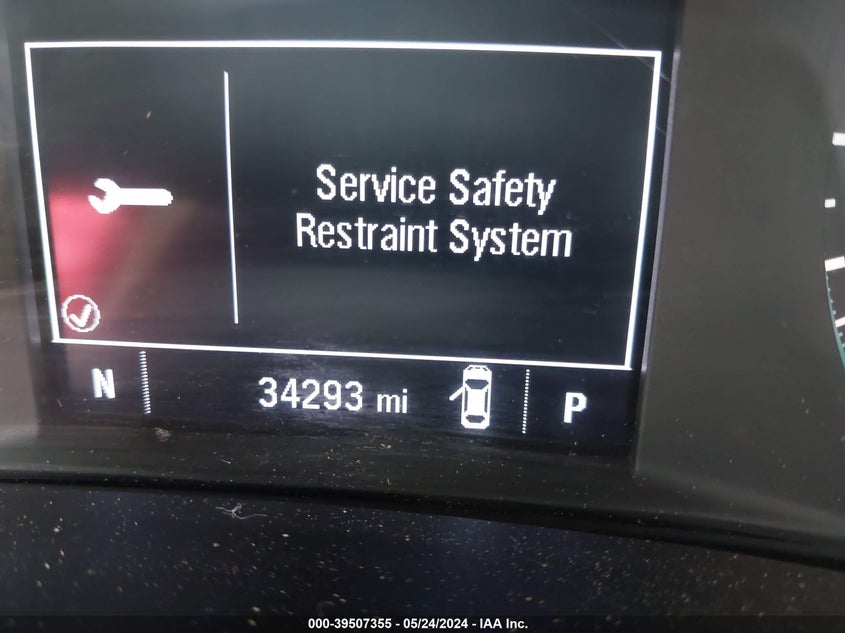 Service Safety
Restraint System
N 34293 mi P
000-39507355 - 05/24/2024 - IAA Inc.